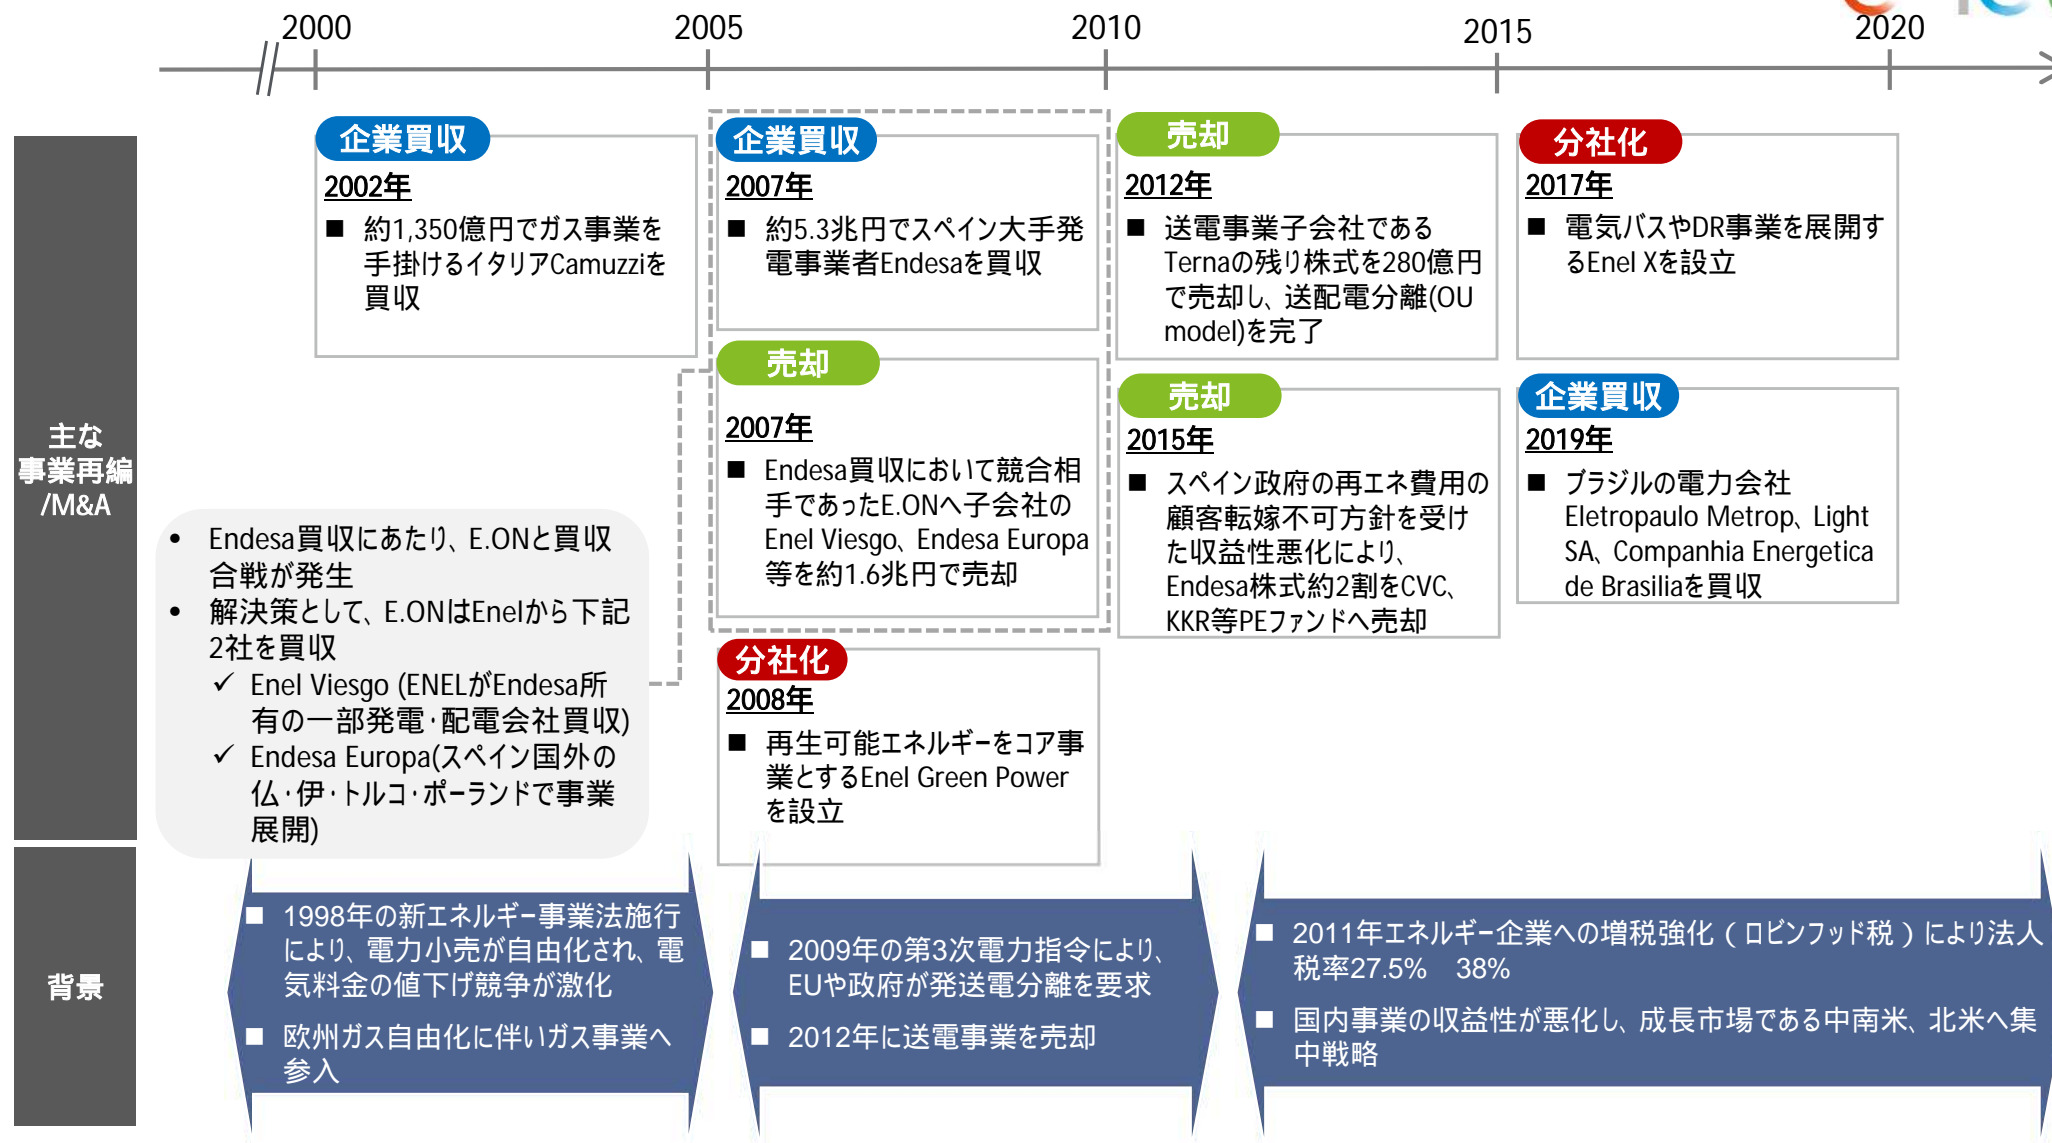 2000
2005
2010
2015
2020
主な
事業再編
/M&A
企業買収
2002年
■ 約1,350億円でガス事業を
手掛けるイタリアCamuzziを
買収
企業買収
2007年
■ 約5.3兆円でスペイン大手発
電事業者Endesaを買収
売却
2007年
■ Endesa買収において競合相
手であったE.ONへ子会社の
Enel Viesgo、Endesa Europa
等を約1.6兆円で売却
分社化
2008年
■ 再生可能エネルギーをコア事
業とするEnel Green Power
を設立
• Endesa買収にあたり、E.ONと買収
合戦が発生
• 解決策として、E.ONはEnelから下記
2社を買収
✓ Enel Viesgo (ENELがEndesa所
有の一部発電・配電会社買収)
✓ Endesa Europa(スペイン国外の
仏・伊・トルコ・ポーランドで事業
展開)
売却
2012年
■ 送電事業子会社である
Ternaの残り株式を280億円
で売却し、送配電分離(OU
model)を完了
売却
2015年
■ スペイン政府の再エネ費用の
顧客転嫁不可方針を受け
た収益性悪化により、
Endesa株式約2割をCVC、
KKR等PEファンドへ売却
分社化
2017年
■ 電気バスやDR事業を展開す
るEnel Xを設立
企業買収
2019年
■ ブラジルの電力会社
Eletropaulo Metrop、Light
SA、Companhia Energetica
de Brasiliaを買収
背景
■ 1998年の新エネルギー事業法施行
により、電力小売が自由化され、電
気料金の値下げ競争が激化
■ 欧州ガス自由化に伴いガス事業へ
参入
■ 2009年の第3次電力指令により、
EUや政府が発送電分離を要求
■ 2012年に送電事業を売却
■ 2011年エネルギー企業への増税強化（ロビンフッド税）により法人
税率27.5%　38%
■ 国内事業の収益性が悪化し、成長市場である中南米、北米へ集
中戦略